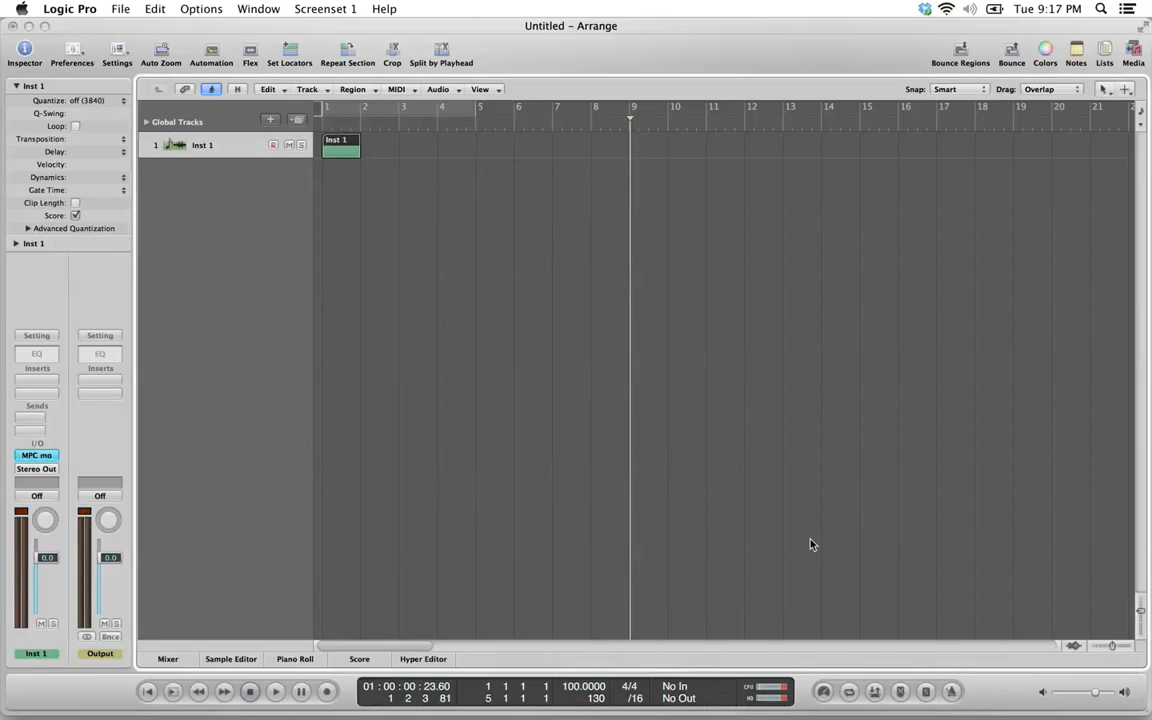 Logic Pro File Edit Options Window Screenset 1 Help Tue 9:17 PM
Untitled – Arrange
Inspector Preferences Settings Auto Zoom Automation Flex Set Locators Repeat Section Crop Split by Playhead Bounce Regions Bounce Colors Notes Lists Media
Inst 1
H Edit Track Region MIDI Audio View Snap: Smart Drag: Overlap
Quantize: off (3840)
Q-Swing:
Loop:
Transposition:
Delay:
Velocity:
Dynamics:
Gate Time:
Clip Length:
Score:
Advanced Quantization
Inst 1
1 2 3 4 5 6 7 8 9 10 11 12 13 14 15 16 17 18 19 20 21 2
Global Tracks
1 Inst 1 R M S
Inst 1
Setting Setting
EQ EQ
Inserts Inserts
Sends
I/O
MPC mo
Stereo Out
Off Off
0.0 0.0
M S M S
Bnce
Inst 1 Output
Mixer Sample Editor Piano Roll Score Hyper Editor
01 : 00 : 00 : 23.60 1 1 1 1 100.0000 4/4 No In CPU
1 2 3 81 5 1 1 1 130 /16 No Out HD